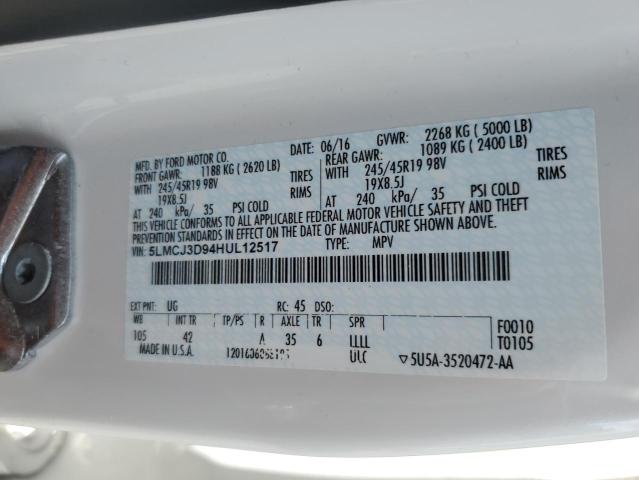 MFD. BY FORD MOTOR CO. DATE: 06/16 GVWR: 2268 KG ( 5000 LB)
FRONT GAWR: 1188 KG ( 2620 LB) REAR GAWR: 1089 KG ( 2400 LB)
WITH 245/45R19 98V TIRES WITH 245/45R19 98V TIRES
19X8.5J RIMS 19X8.5J RIMS
AT 240 kPa/ 35 PSI COLD AT 240 kPa/ 35 PSI COLD
THIS VEHICLE CONFORMS TO ALL APPLICABLE FEDERAL MOTOR VEHICLE SAFETY AND THEFT
PREVENTION STANDARDS IN EFFECT ON THE DATE OF MANUFACTURE SHOWN ABOVE.
VIN: 5LMCJ3D94HUL12517 TYPE: MPV
EXT PNT: UG RC: 45 DSO: F0010
WB INT TR TP/PS R AXLE TR SPR T0105
105 42 A 35 6 LLLL
MADE IN U.S.A. ULC ▽5U5A-3520472-AA